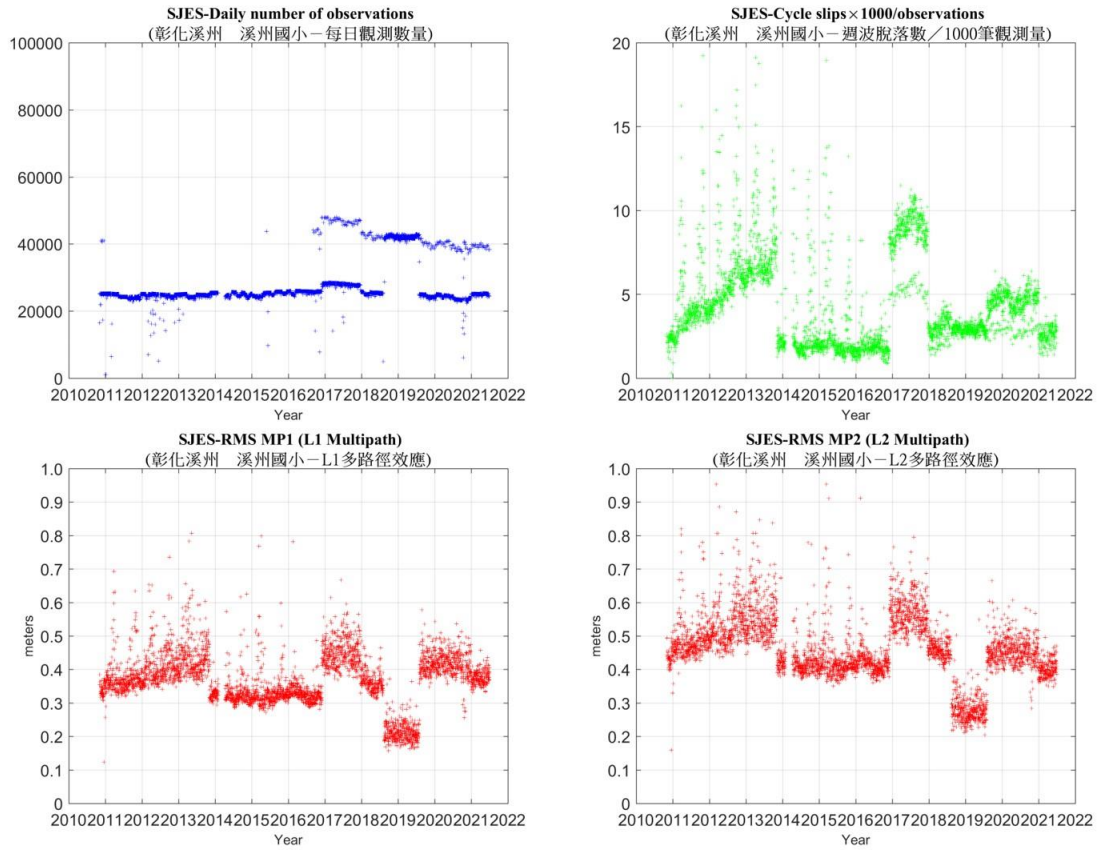 SJES-Daily number of observations
(彰化溪州　溪州國小－每日觀測數量)
100000
80000
60000
40000
20000
0
2010 2011 2012 2013 2014 2015 2016 2017 2018 2019 2020 2021 2022
Year
SJES-Cycle slips×1000/observations
(彰化溪州　溪州國小－週波脫落數／1000筆觀測量)
20
15
10
5
0
2010 2011 2012 2013 2014 2015 2016 2017 2018 2019 2020 2021 2022
Year
SJES-RMS MP1 (L1 Multipath)
(彰化溪州　溪州國小－L1多路徑效應)
meters
1.0
0.9
0.8
0.7
0.6
0.5
0.4
0.3
0.2
0.1
0
2010 2011 2012 2013 2014 2015 2016 2017 2018 2019 2020 2021 2022
Year
SJES-RMS MP2 (L2 Multipath)
(彰化溪州　溪州國小－L2多路徑效應)
meters
1.0
0.9
0.8
0.7
0.6
0.5
0.4
0.3
0.2
0.1
0
2010 2011 2012 2013 2014 2015 2016 2017 2018 2019 2020 2021 2022
Year